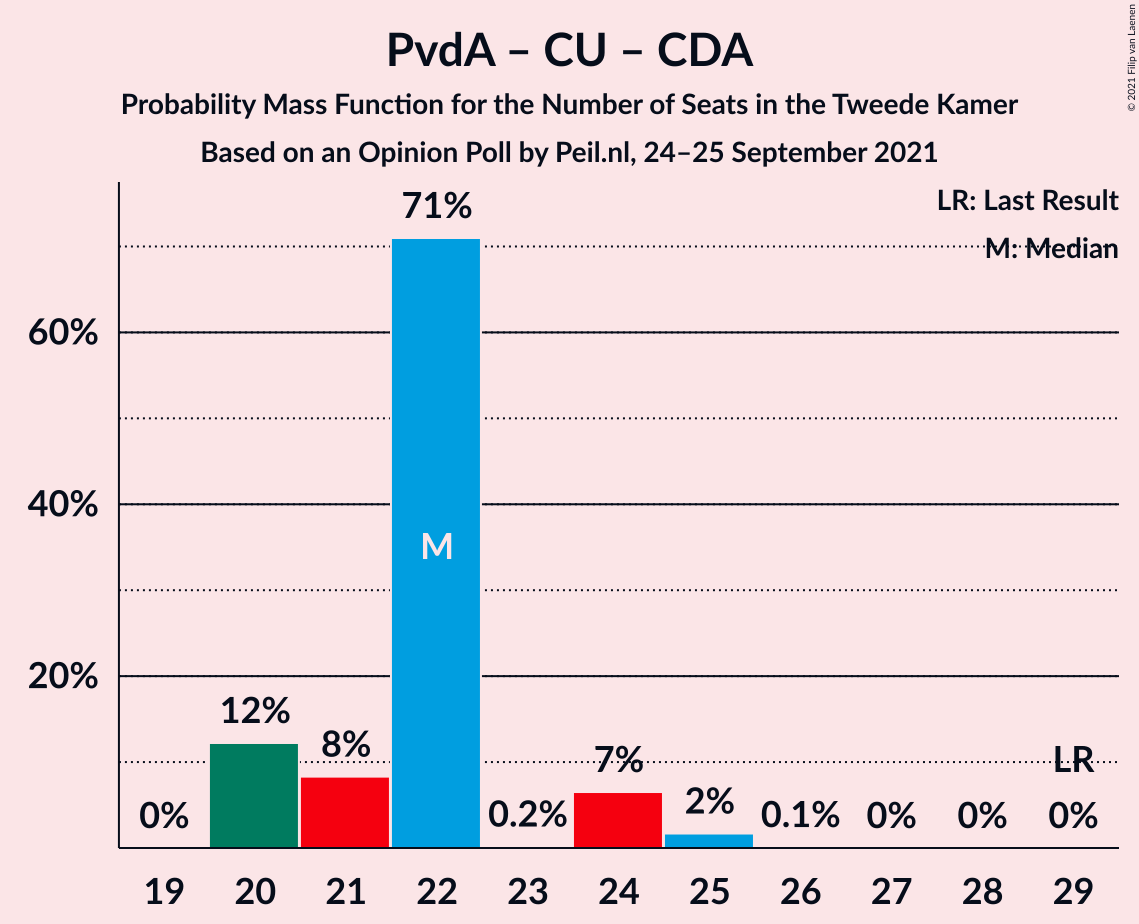 PvdA – CU – CDA
Probability Mass Function for the Number of Seats in the Tweede Kamer
Based on an Opinion Poll by Peil.nl, 24–25 September 2021
© 2021 Filip van Laenen
LR: Last Result
M: Median
71%
60%
40%
20%
M
0%
12%
8%
0.2%
7%
2%
0.1%
0%
0%
LR
0%
19 20 21 22 23 24 25 26 27 28 29